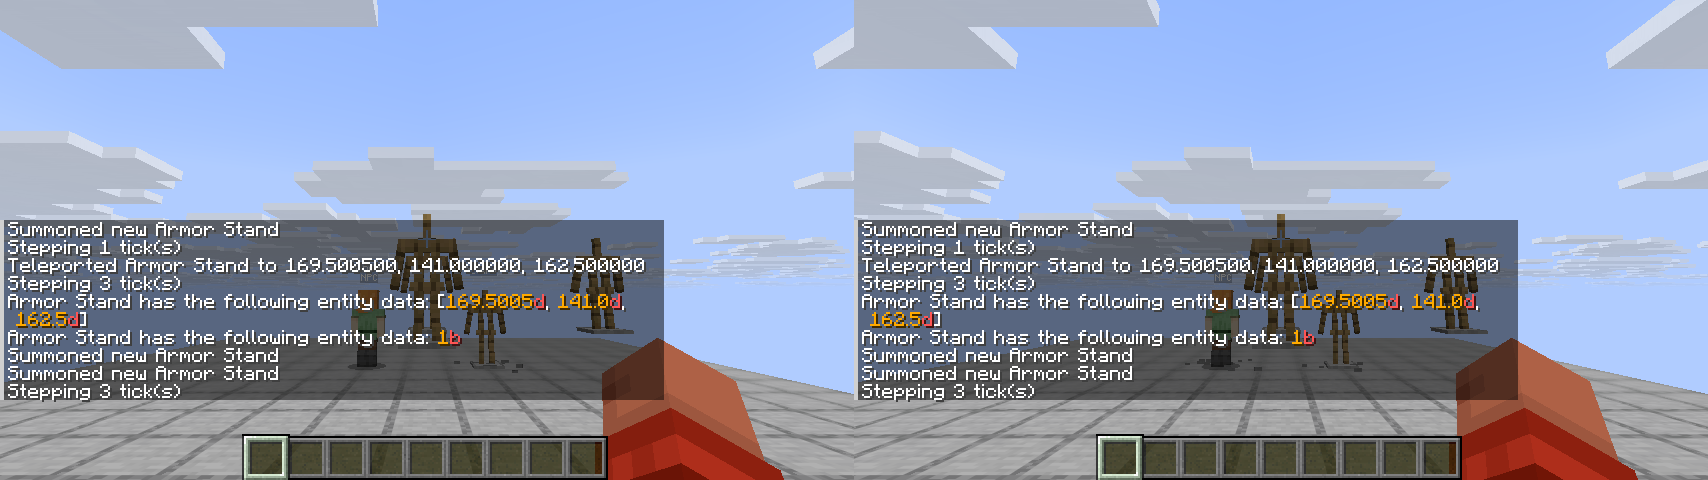 Summoned new Armor Stand
Stepping 1 tick(s)
Teleported Armor Stand to 169.500500, 141.000000, 162.500000
Stepping 3 tick(s)
Armor Stand has the following entity data: [169.5005d, 141.0d,
162.5d]
Armor Stand has the following entity data: 1b
Summoned new Armor Stand
Summoned new Armor Stand
Stepping 3 tick(s)
Summoned new Armor Stand
Stepping 1 tick(s)
Teleported Armor Stand to 169.500500, 141.000000, 162.500000
Stepping 3 tick(s)
Armor Stand has the following entity data: [169.5005d, 141.0d,
162.5d]
Armor Stand has the following entity data: 1b
Summoned new Armor Stand
Summoned new Armor Stand
Stepping 3 tick(s)